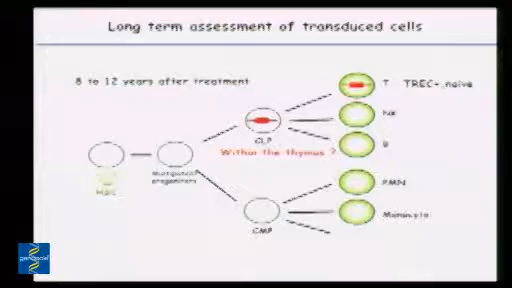 Long term assessment of transduced cells
8 to 12 years after treatment
T TREC+, naive
NK
CLP
B
Within the thymus ?
Multipotent
progenitors
HSC
PMN
Monocyte
CMP